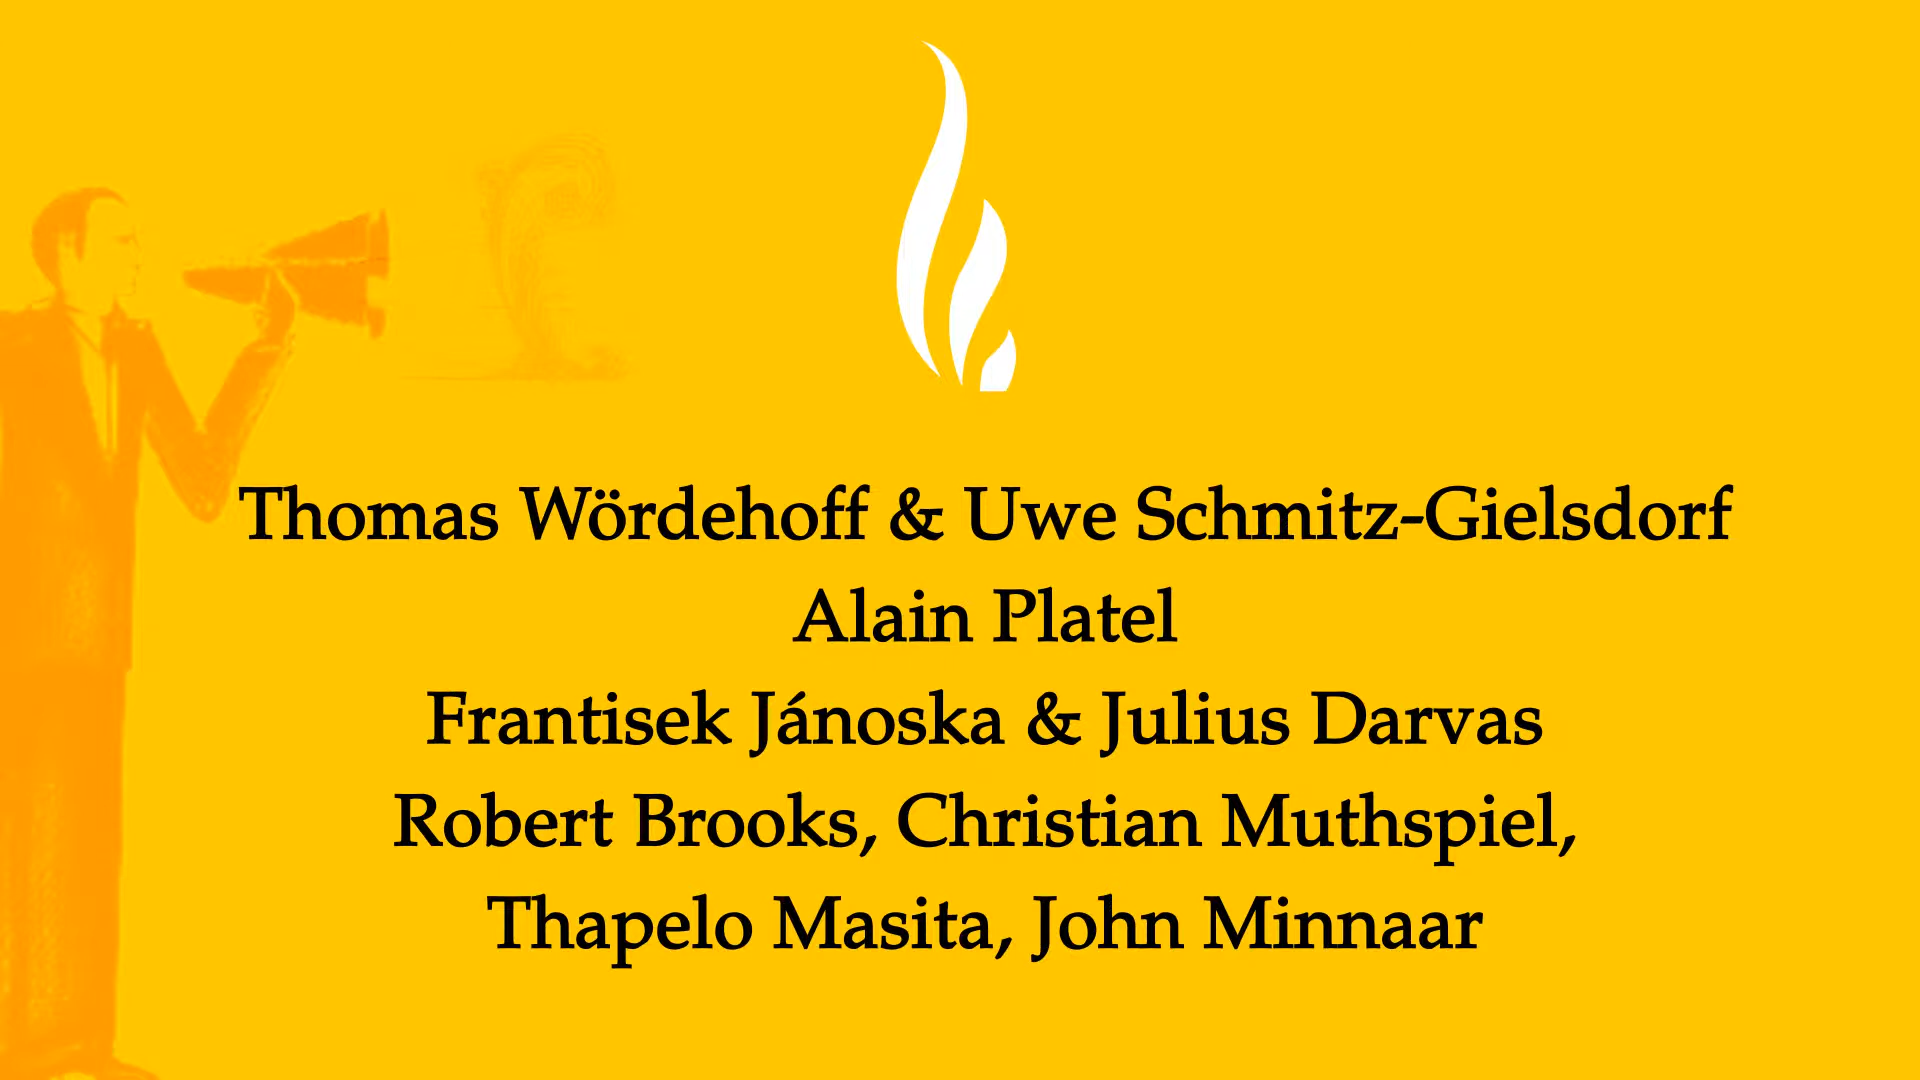 Thomas Wördehoff & Uwe Schmitz-Gielsdorf
Alain Platel
Frantisek Jánoska & Julius Darvas
Robert Brooks, Christian Muthspiel,
Thapelo Masita, John Minnaar